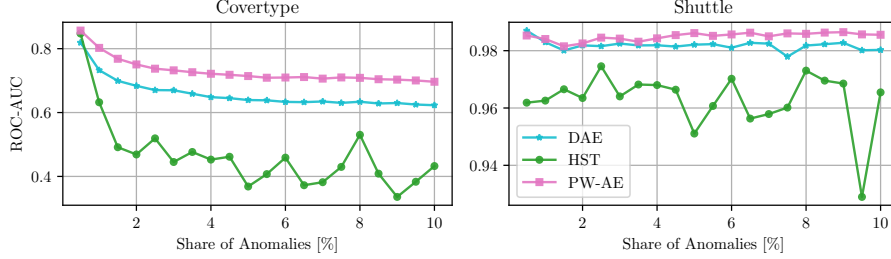 Covertype
ROC-AUC
0.8
0.6
0.4
2
4
6
8
10
Share of Anomalies [%]
Shuttle
0.98
0.96
0.94
DAE
HST
PW-AE
2
4
6
8
10
Share of Anomalies [%]